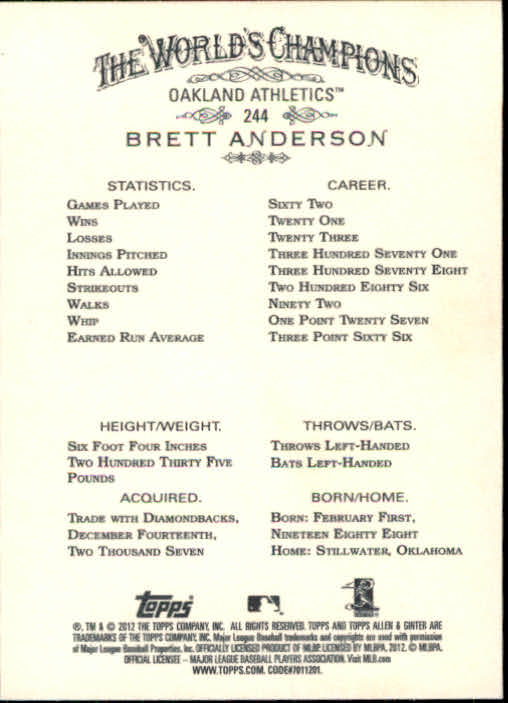 THE WORLD'S CHAMPIONS
OAKLAND ATHLETICS™
244
BRETT ANDERSON
STATISTICS. CAREER.
GAMES PLAYED SIXTY TWO
WINS TWENTY ONE
LOSSES TWENTY THREE
INNINGS PITCHED THREE HUNDRED SEVENTY ONE
HITS ALLOWED THREE HUNDRED SEVENTY EIGHT
STRIKEOUTS TWO HUNDRED EIGHTY SIX
WALKS NINETY TWO
WHIP ONE POINT TWENTY SEVEN
EARNED RUN AVERAGE THREE POINT SIXTY SIX
HEIGHT/WEIGHT. THROWS/BATS.
SIX FOOT FOUR INCHES THROWS LEFT-HANDED
TWO HUNDRED THIRTY FIVE BATS LEFT-HANDED
POUNDS
ACQUIRED. BORN/HOME.
TRADE WITH DIAMONDBACKS, BORN: FEBRUARY FIRST,
DECEMBER FOURTEENTH, NINETEEN EIGHTY EIGHT
TWO THOUSAND SEVEN HOME: STILLWATER, OKLAHOMA
Topps
®, TM & © 2012 THE TOPPS COMPANY, INC. ALL RIGHTS RESERVED. TOPPS AND TOPPS ALLEN & GINTER ARE
TRADEMARKS OF THE TOPPS COMPANY, INC. Major League Baseball trademarks and copyrights are used with permission
of Major League Baseball Properties, Inc. OFFICIALLY LICENSED PRODUCT OF MLBP. LICENSED BY MLBPA, 2012. © MLBPA.
OFFICIAL LICENSEE – MAJOR LEAGUE BASEBALL PLAYERS ASSOCIATION. Visit MLB.com
WWW.TOPPS.COM. CODE#7011201.